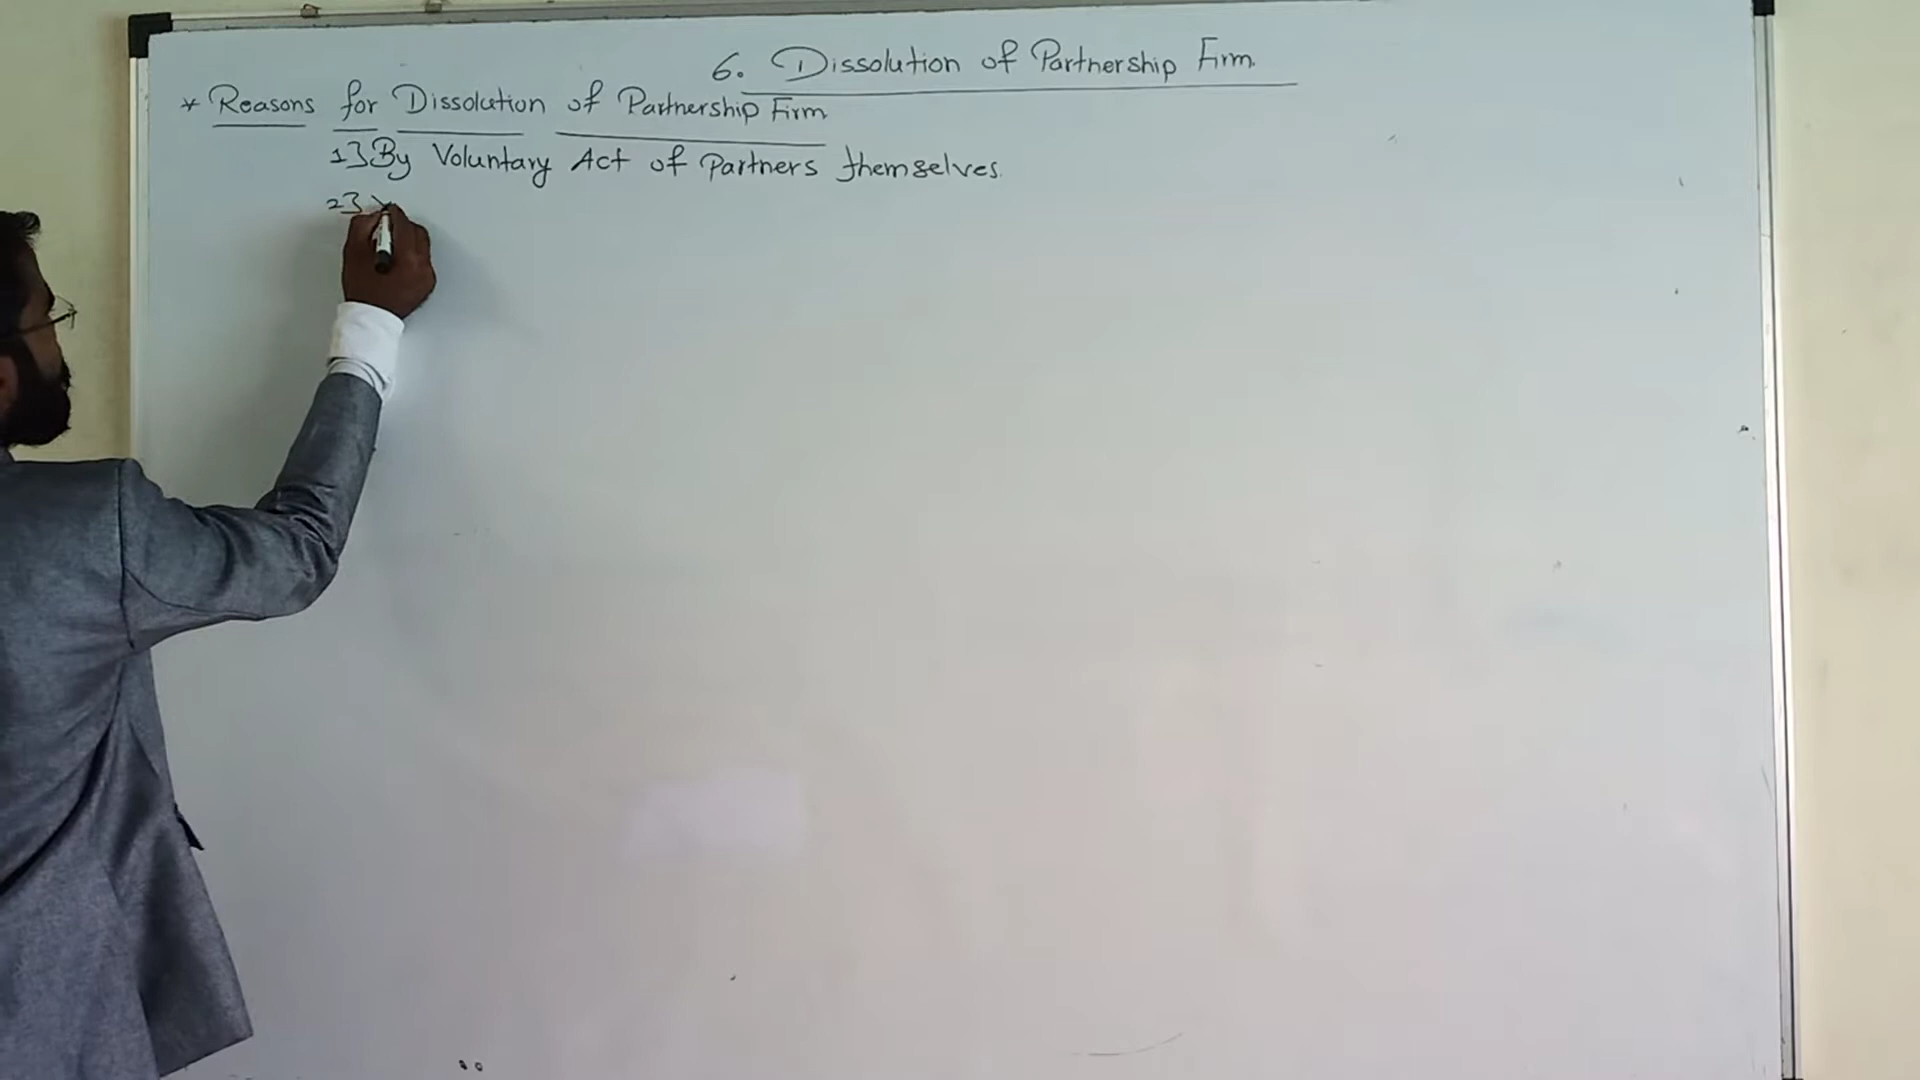 6. Dissolution of Partnership Firm.
* Reasons for Dissolution of Partnership Firm
1} By Voluntary Act of Partners themselves.
2}